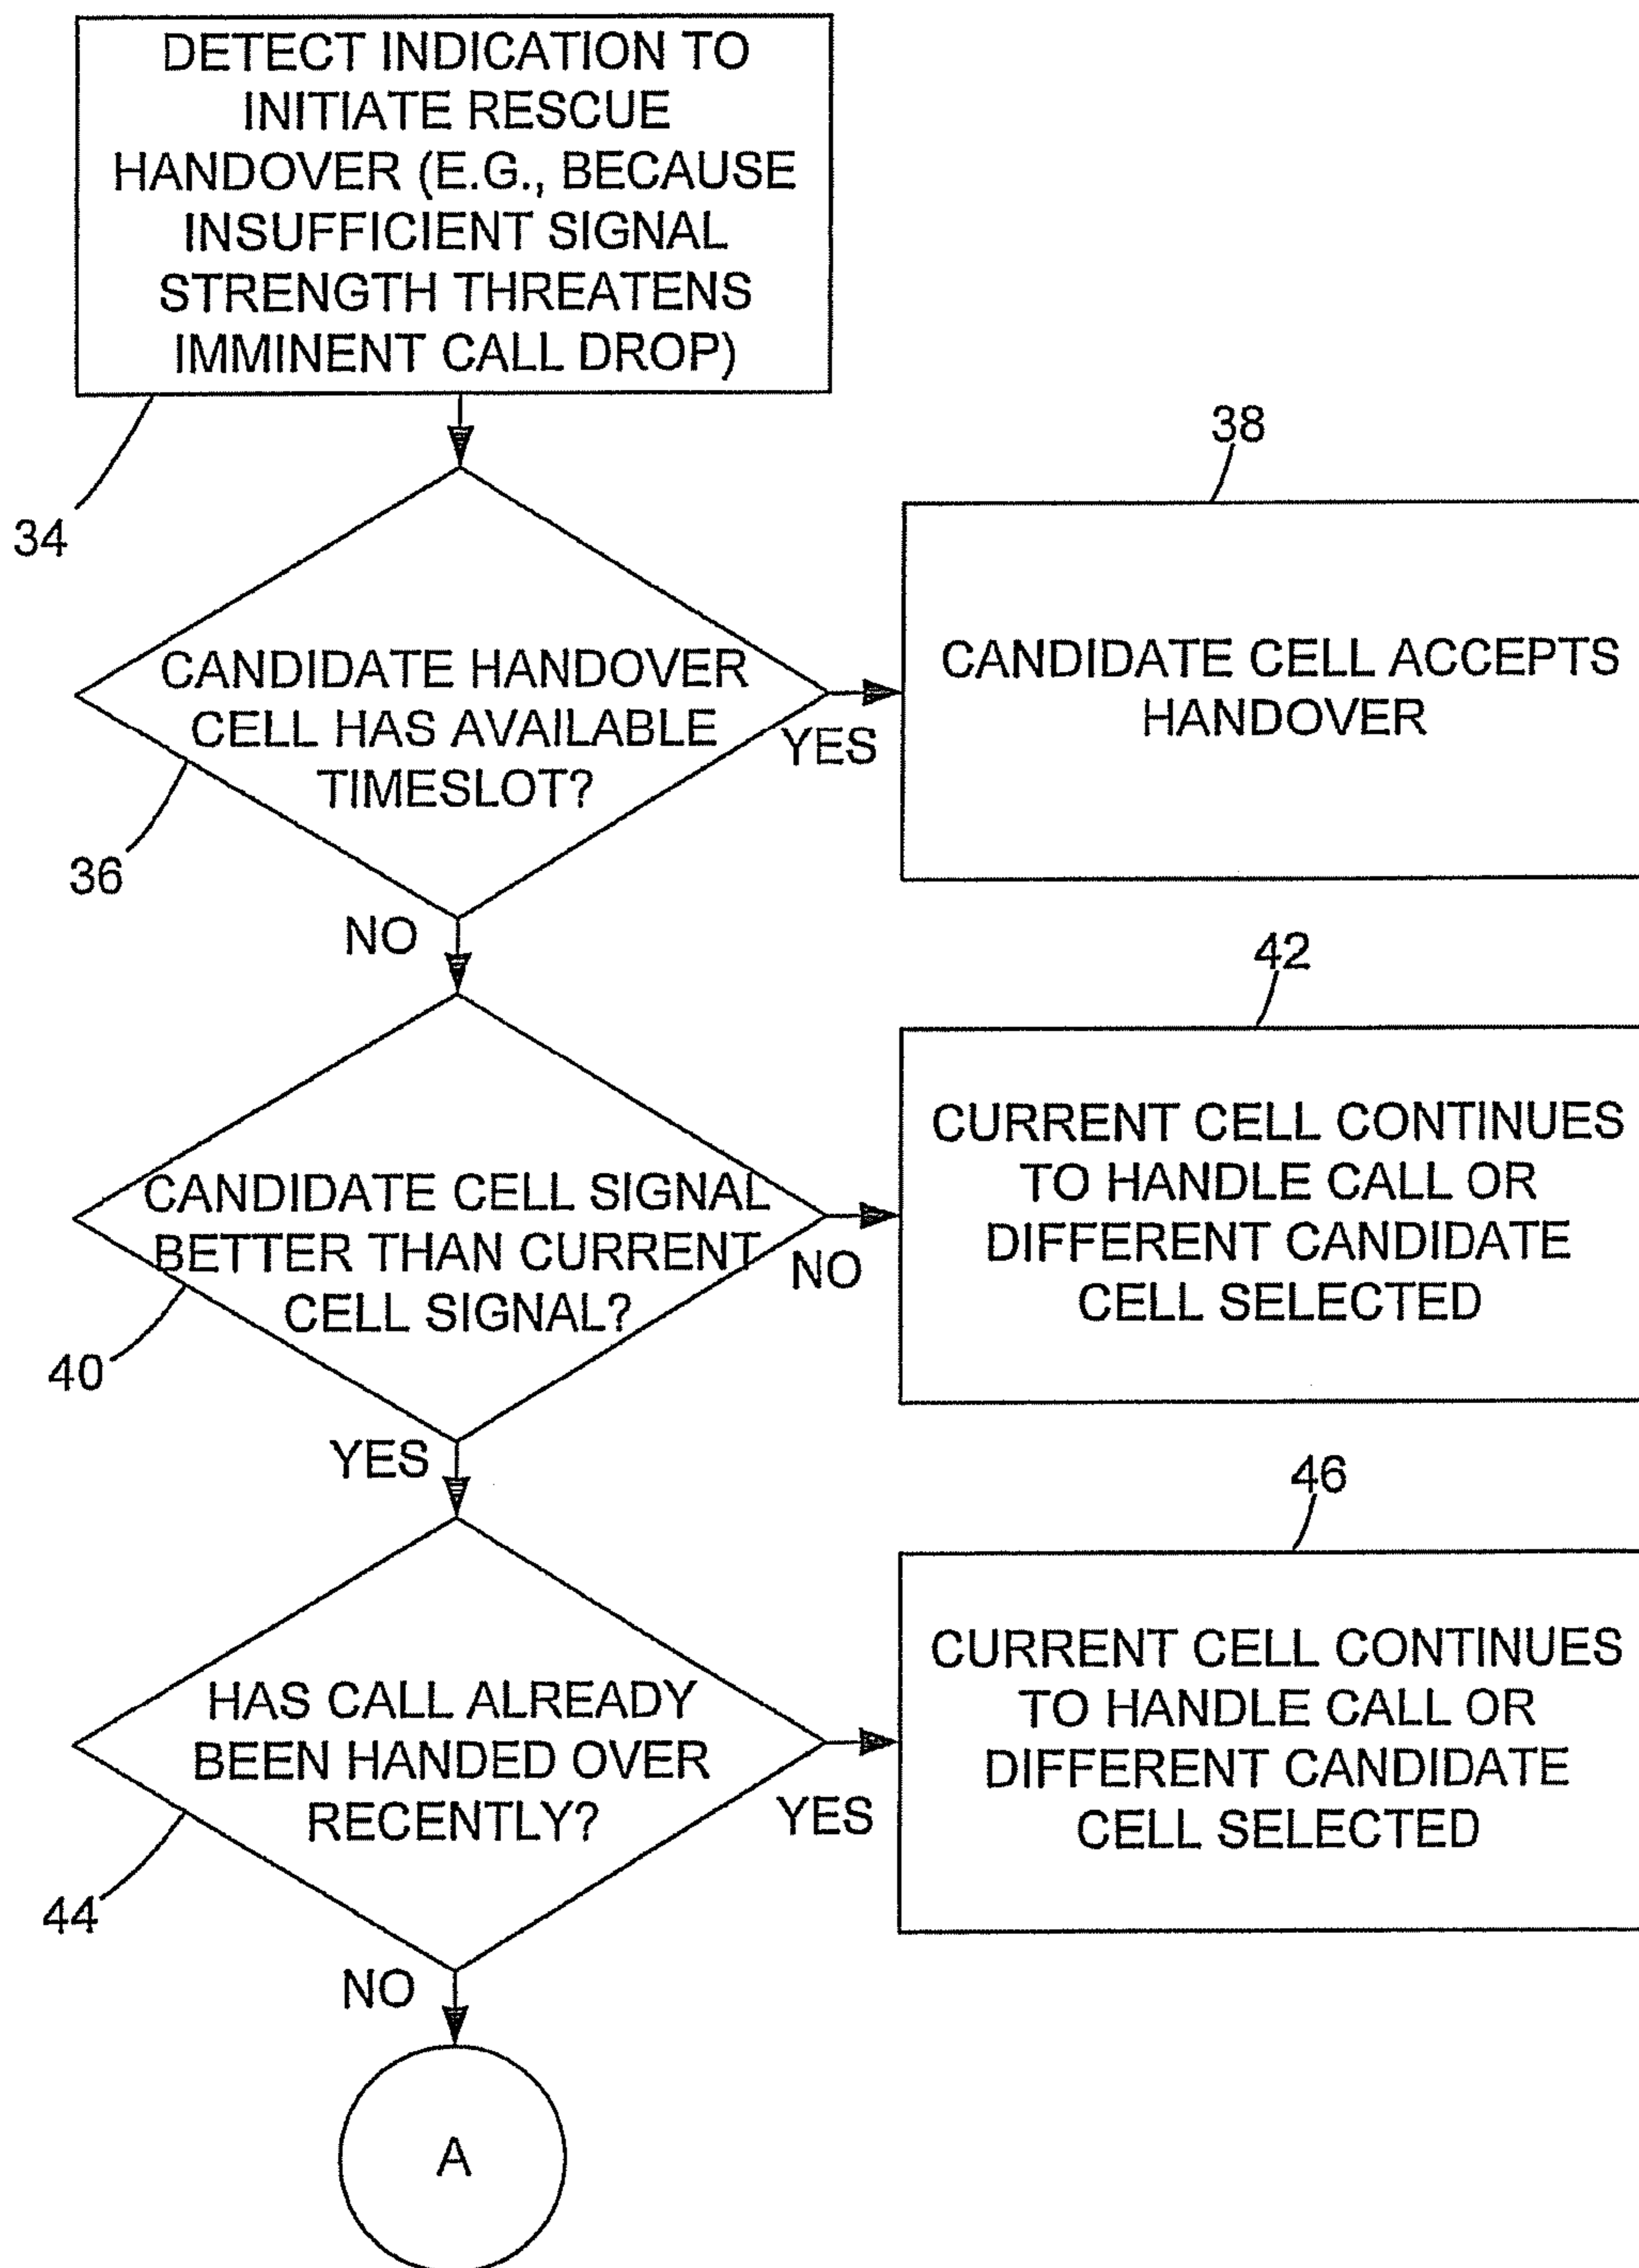 DETECT INDICATION TO
INITIATE RESCUE
HANDOVER (E.G., BECAUSE
INSUFFICIENT SIGNAL
STRENGTH THREATENS
IMMINENT CALL DROP)
34
38
CANDIDATE HANDOVER
CELL HAS AVAILABLE
TIMESLOT?
YES
36
NO
CANDIDATE CELL ACCEPTS
HANDOVER
42
CANDIDATE CELL SIGNAL
BETTER THAN CURRENT
CELL SIGNAL?
NO
40
YES
CURRENT CELL CONTINUES
TO HANDLE CALL OR
DIFFERENT CANDIDATE
CELL SELECTED
46
HAS CALL ALREADY
BEEN HANDED OVER
RECENTLY?
YES
44
NO
CURRENT CELL CONTINUES
TO HANDLE CALL OR
DIFFERENT CANDIDATE
CELL SELECTED
A